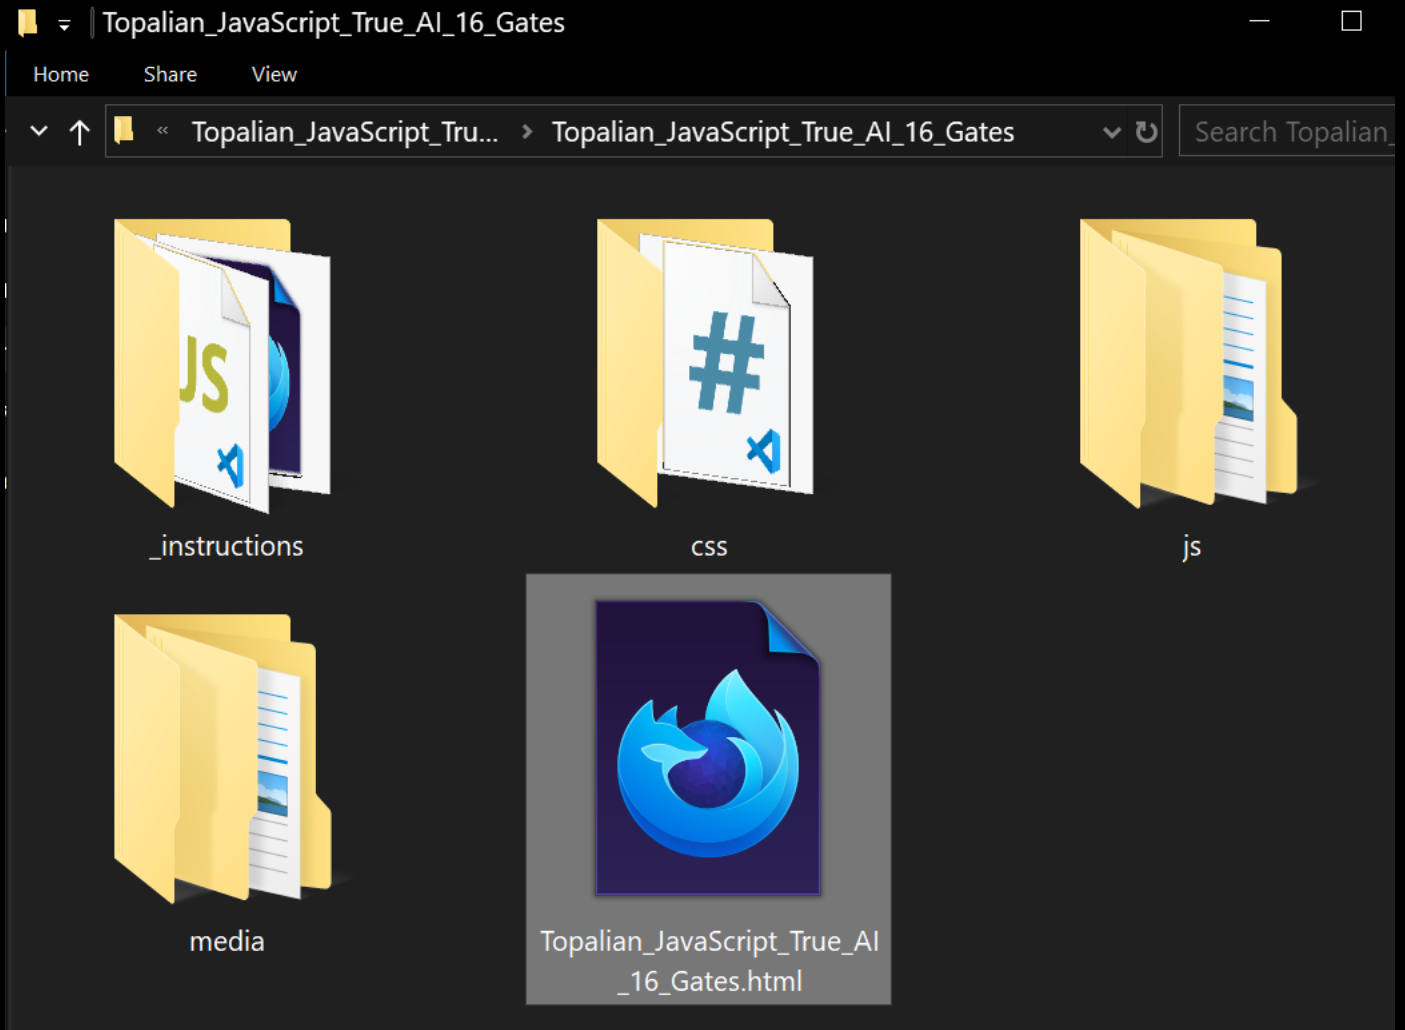 Topalian_JavaScript_True_AI_16_Gates
Home Share View
« Topalian_JavaScript_Tru... > Topalian_JavaScript_True_AI_16_Gates
Search Topalian_
JS
#
_instructions
css
js
media
Topalian_JavaScript_True_AI
_16_Gates.html